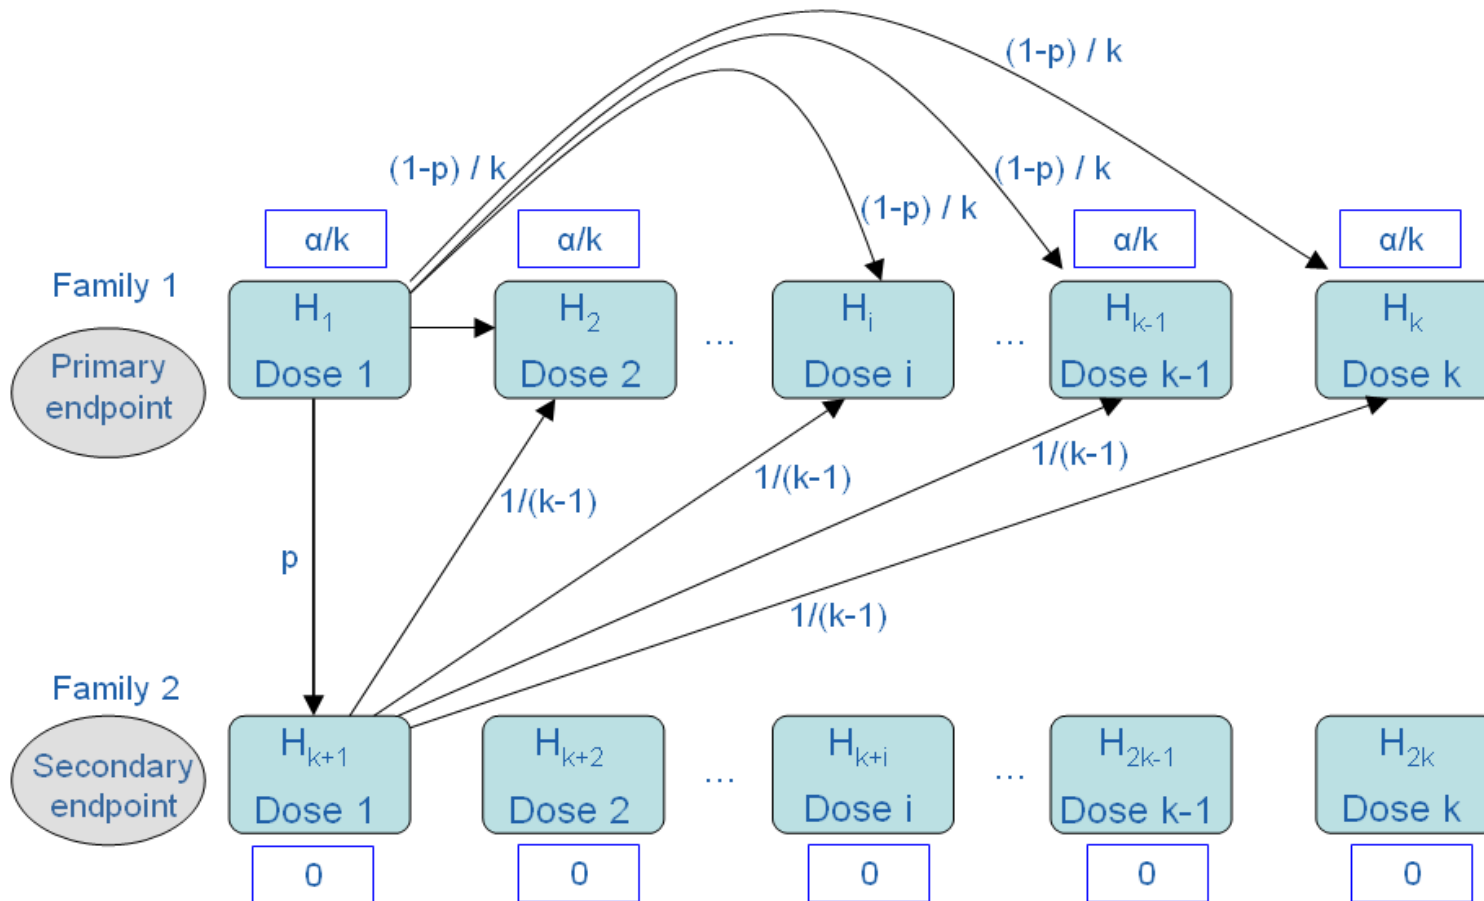 (1-p) / k
(1-p) / k
(1-p) / k
(1-p) / k
α/k
α/k
α/k
α/k
Family 1
Primary
endpoint
H1
Dose 1
H2
Dose 2
...
Hi
Dose i
...
Hk-1
Dose k-1
Hk
Dose k
1/(k-1)
1/(k-1)
1/(k-1)
1/(k-1)
p
Family 2
Secondary
endpoint
Hk+1
Dose 1
Hk+2
Dose 2
...
Hk+i
Dose i
...
H2k-1
Dose k-1
H2k
Dose k
0
0
0
0
0